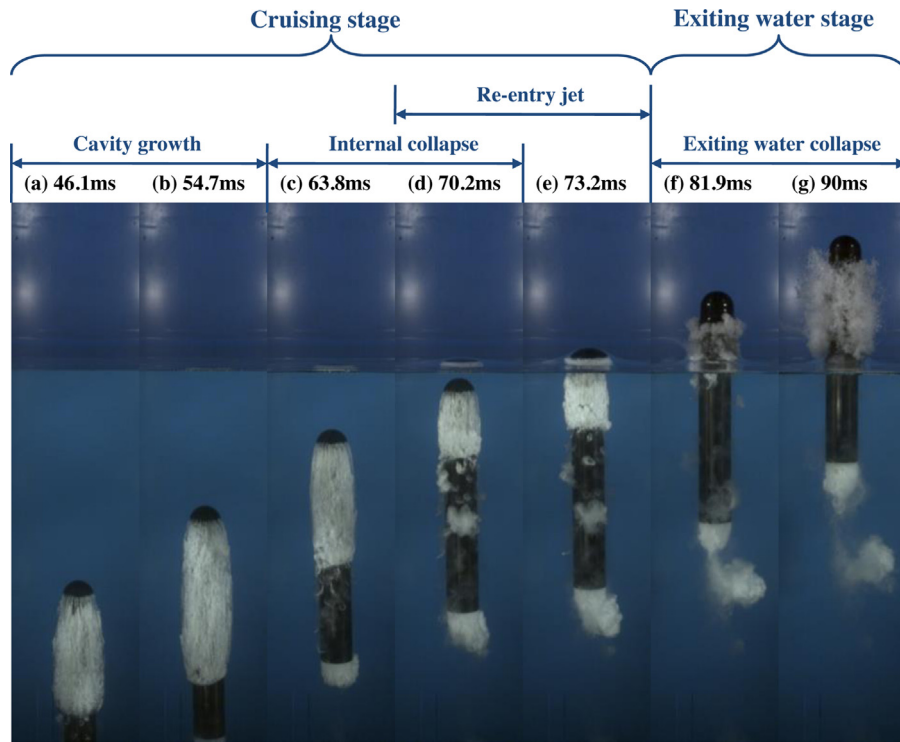 Cruising stage
Exiting water stage
Re-entry jet
Cavity growth
Internal collapse
Exiting water collapse
(a) 46.1ms
(b) 54.7ms
(c) 63.8ms
(d) 70.2ms
(e) 73.2ms
(f) 81.9ms
(g) 90ms